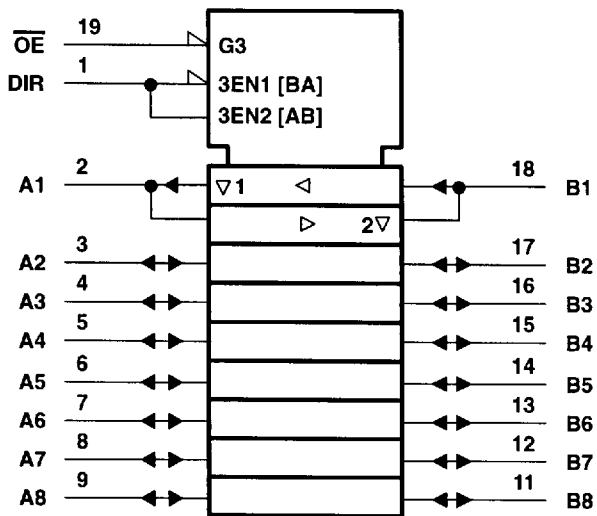 19
OE G3
1
DIR 3EN1 [BA]
3EN2 [AB]
2 18
A1 ▽1 ◁ B1
▷ 2▽
3 17
A2 B2
4 16
A3 B3
5 15
A4 B4
6 14
A5 B5
7 13
A6 B6
8 12
A7 B7
9 11
A8 B8